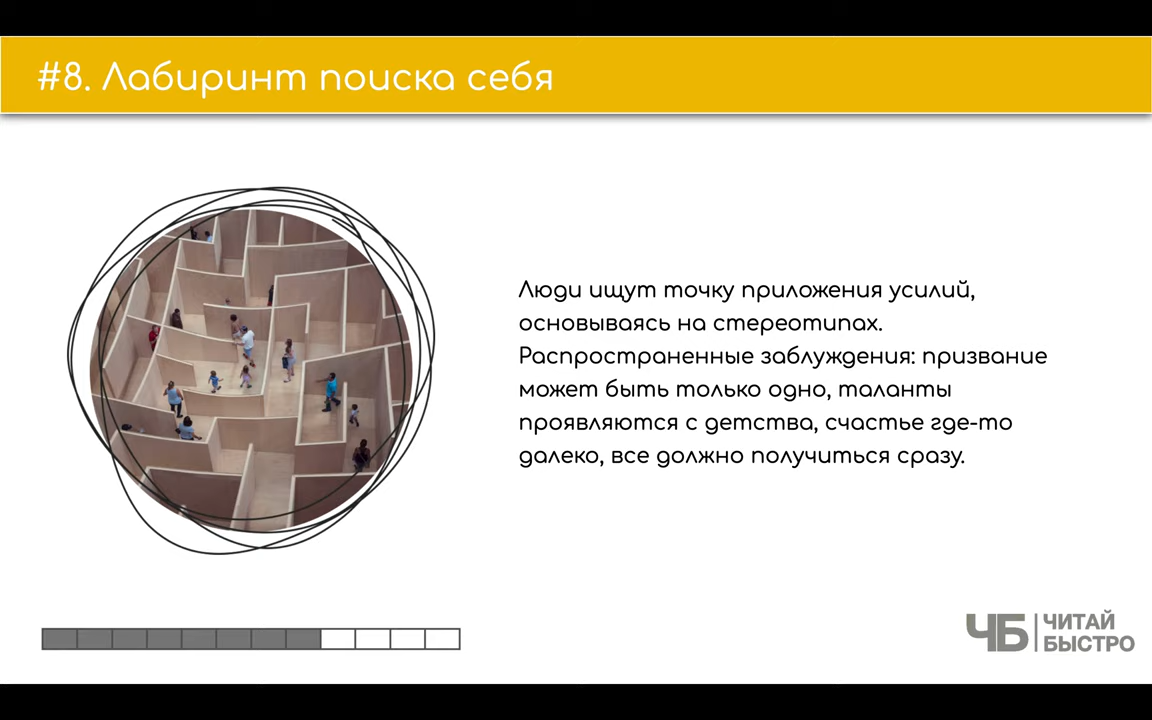 #8. Лабиринт поиска себя
Люди ищут точку приложения усилий,
основываясь на стереотипах.
Распространенные заблуждения: призвание
может быть только одно, таланты
проявляются с детства, счастье где-то
далеко, все должно получиться сразу.
ЧБ
ЧИТАЙ
БЫСТРО